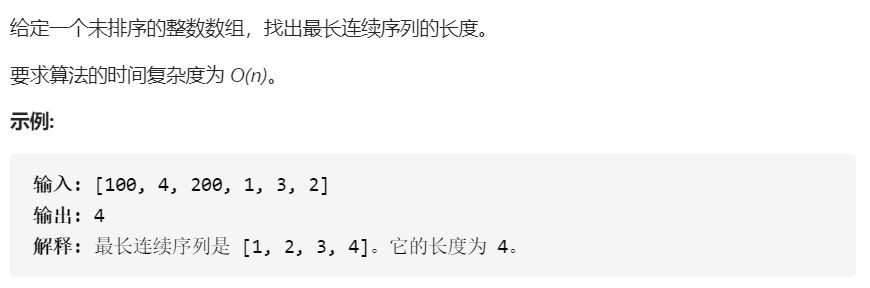 给定一个未排序的整数数组，找出最长连续序列的长度。
要求算法的时间复杂度为 O(n)。
示例:
输入: [100, 4, 200, 1, 3, 2]
输出: 4
解释: 最长连续序列是 [1, 2, 3, 4]。它的长度为 4。